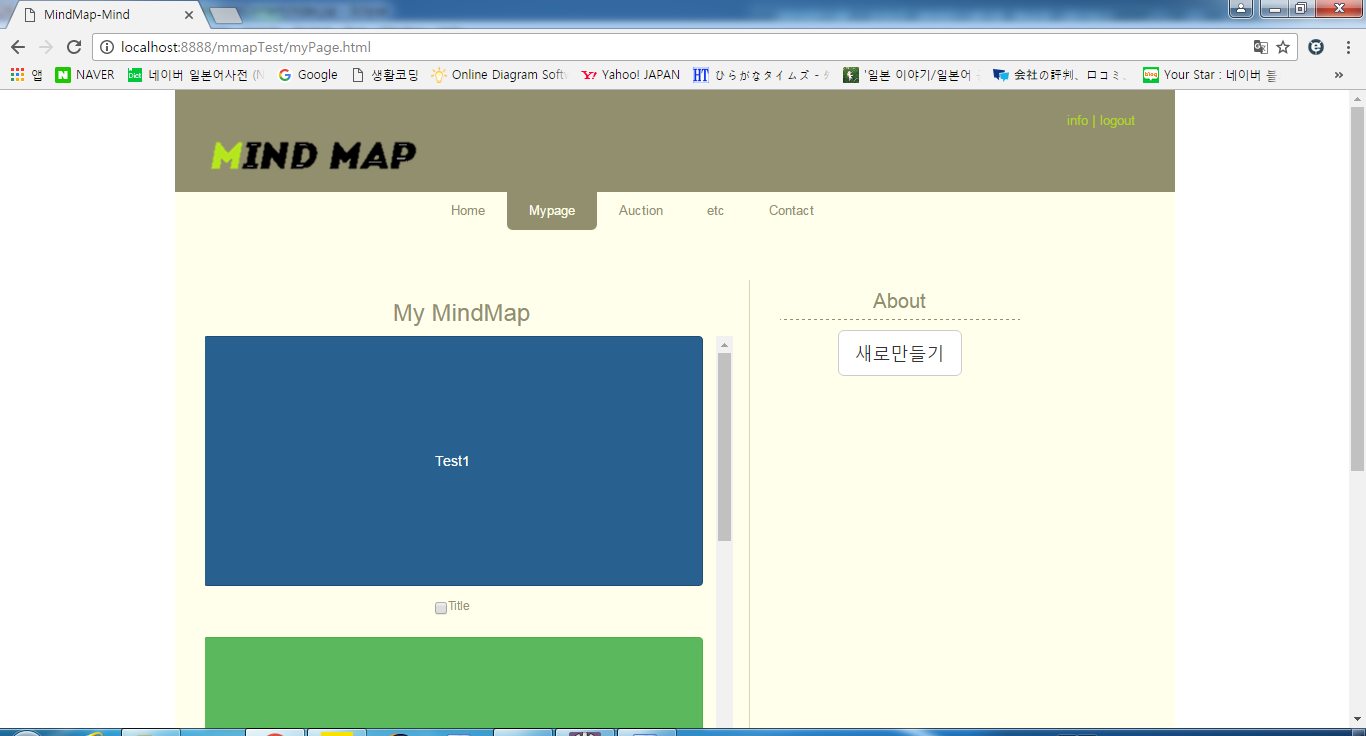 MindMap-Mind
localhost:8888/mmapTest/myPage.html
앱 NAVER 네이버 일본어사전 (N Google 생활코딩 Online Diagram Softw Yahoo! JAPAN HT ひらがなタイムズ - '일본 이야기/일본어 会社の評判、口コミ、 blog Your Star : 네이버 블 »
info | logout
MIND MAP
Home Mypage Auction etc Contact
My MindMap
About
새로만들기
Test1
Title